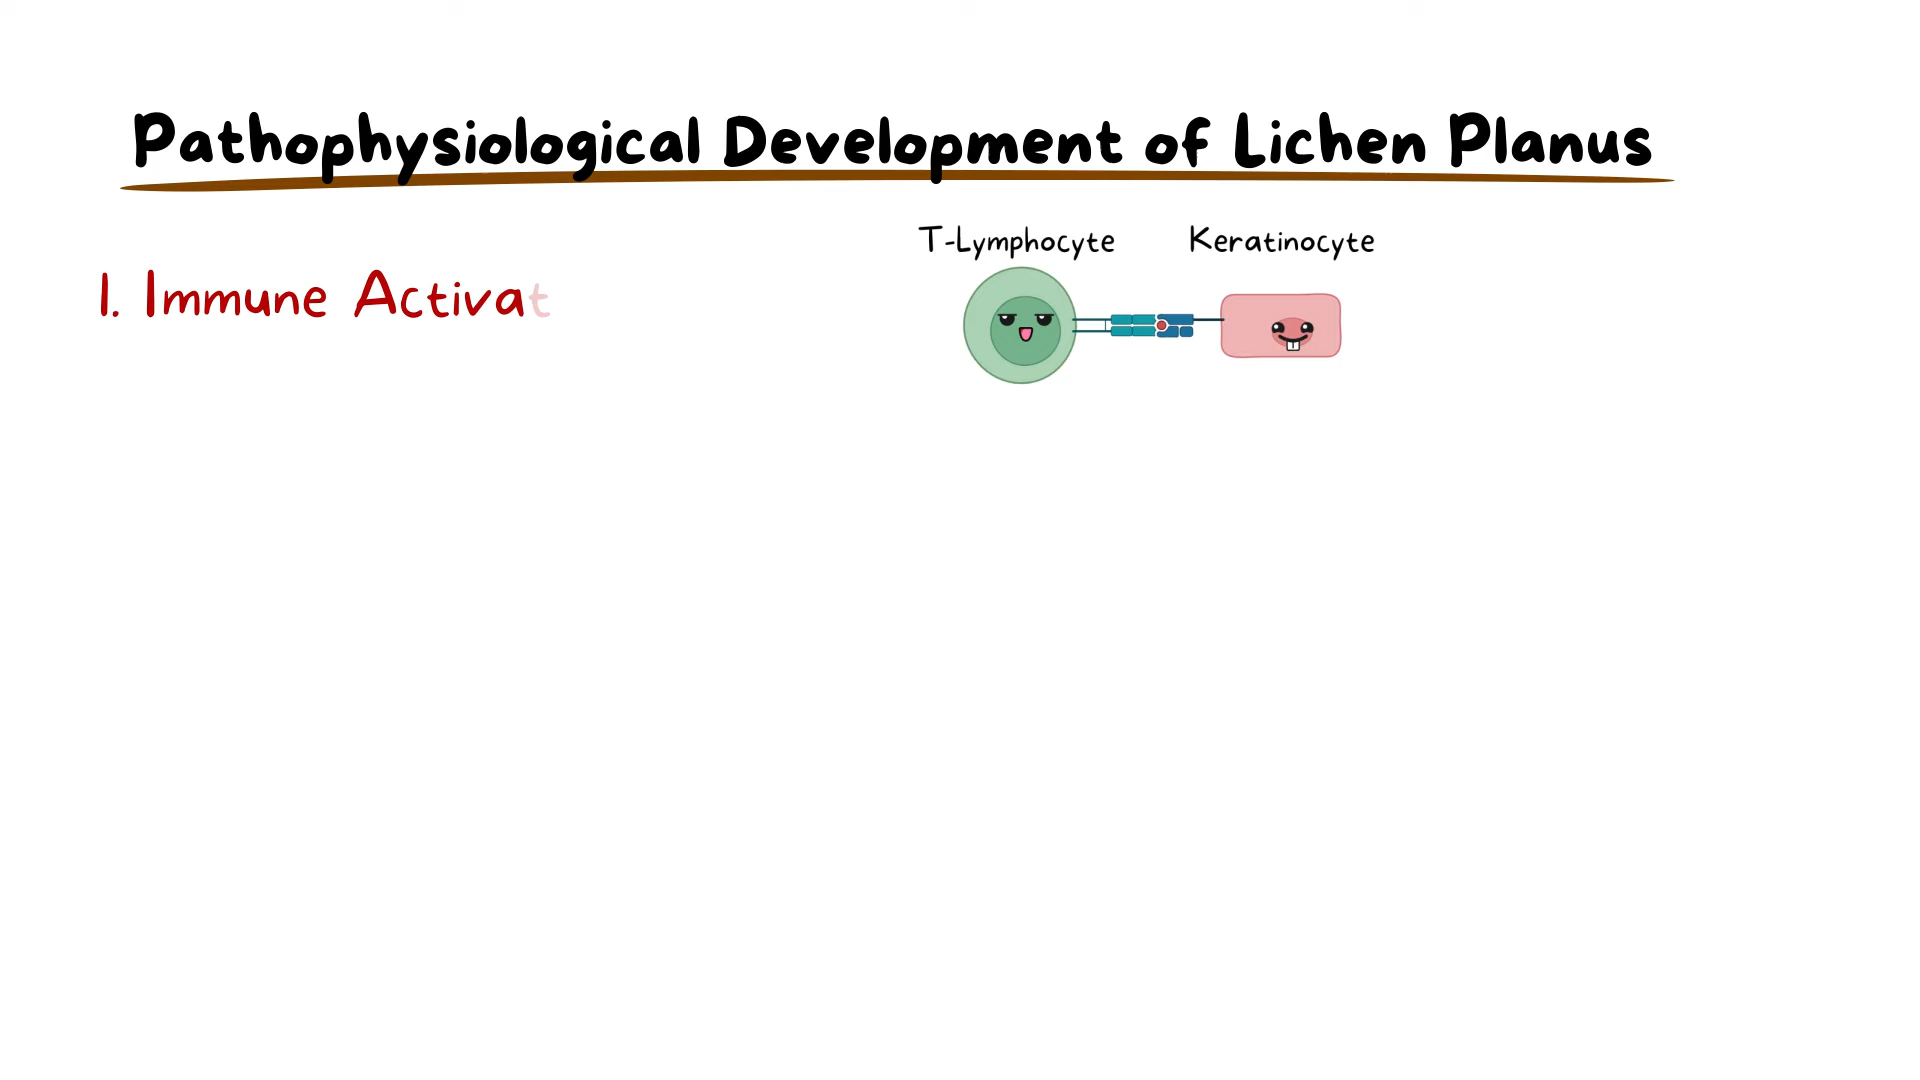 Pathophysiological Development of Lichen Planus
T-Lymphocyte Keratinocyte
1. Immune Activat